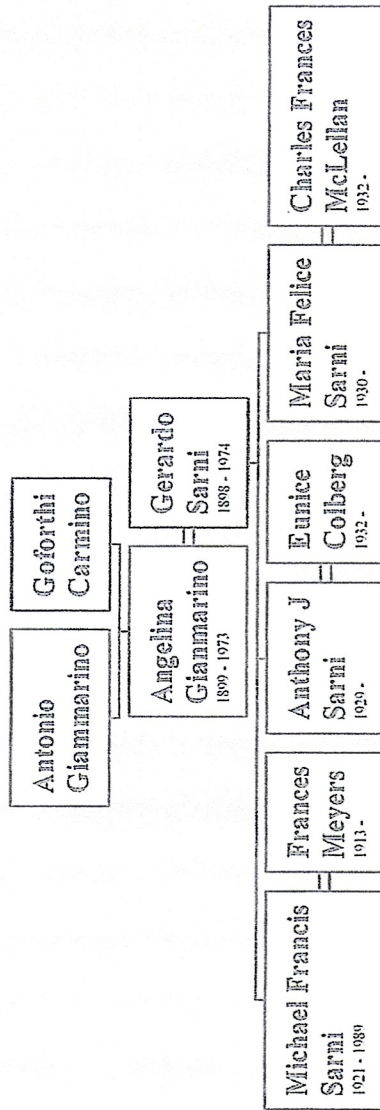 Antonio
Giammarino
Goforthi
Carmino
Angelina
Gianmarino
1899 - 1973
Gerardo
Sarni
1898 - 1974
Michael Francis
Sarni
1921 - 1989
Frances
Meyers
1913 -
Anthony J
Sarni
1929 -
Eunice
Colberg
1932 -
Maria Felice
Sarni
1930 -
Charles Frances
McLellan
1932 -